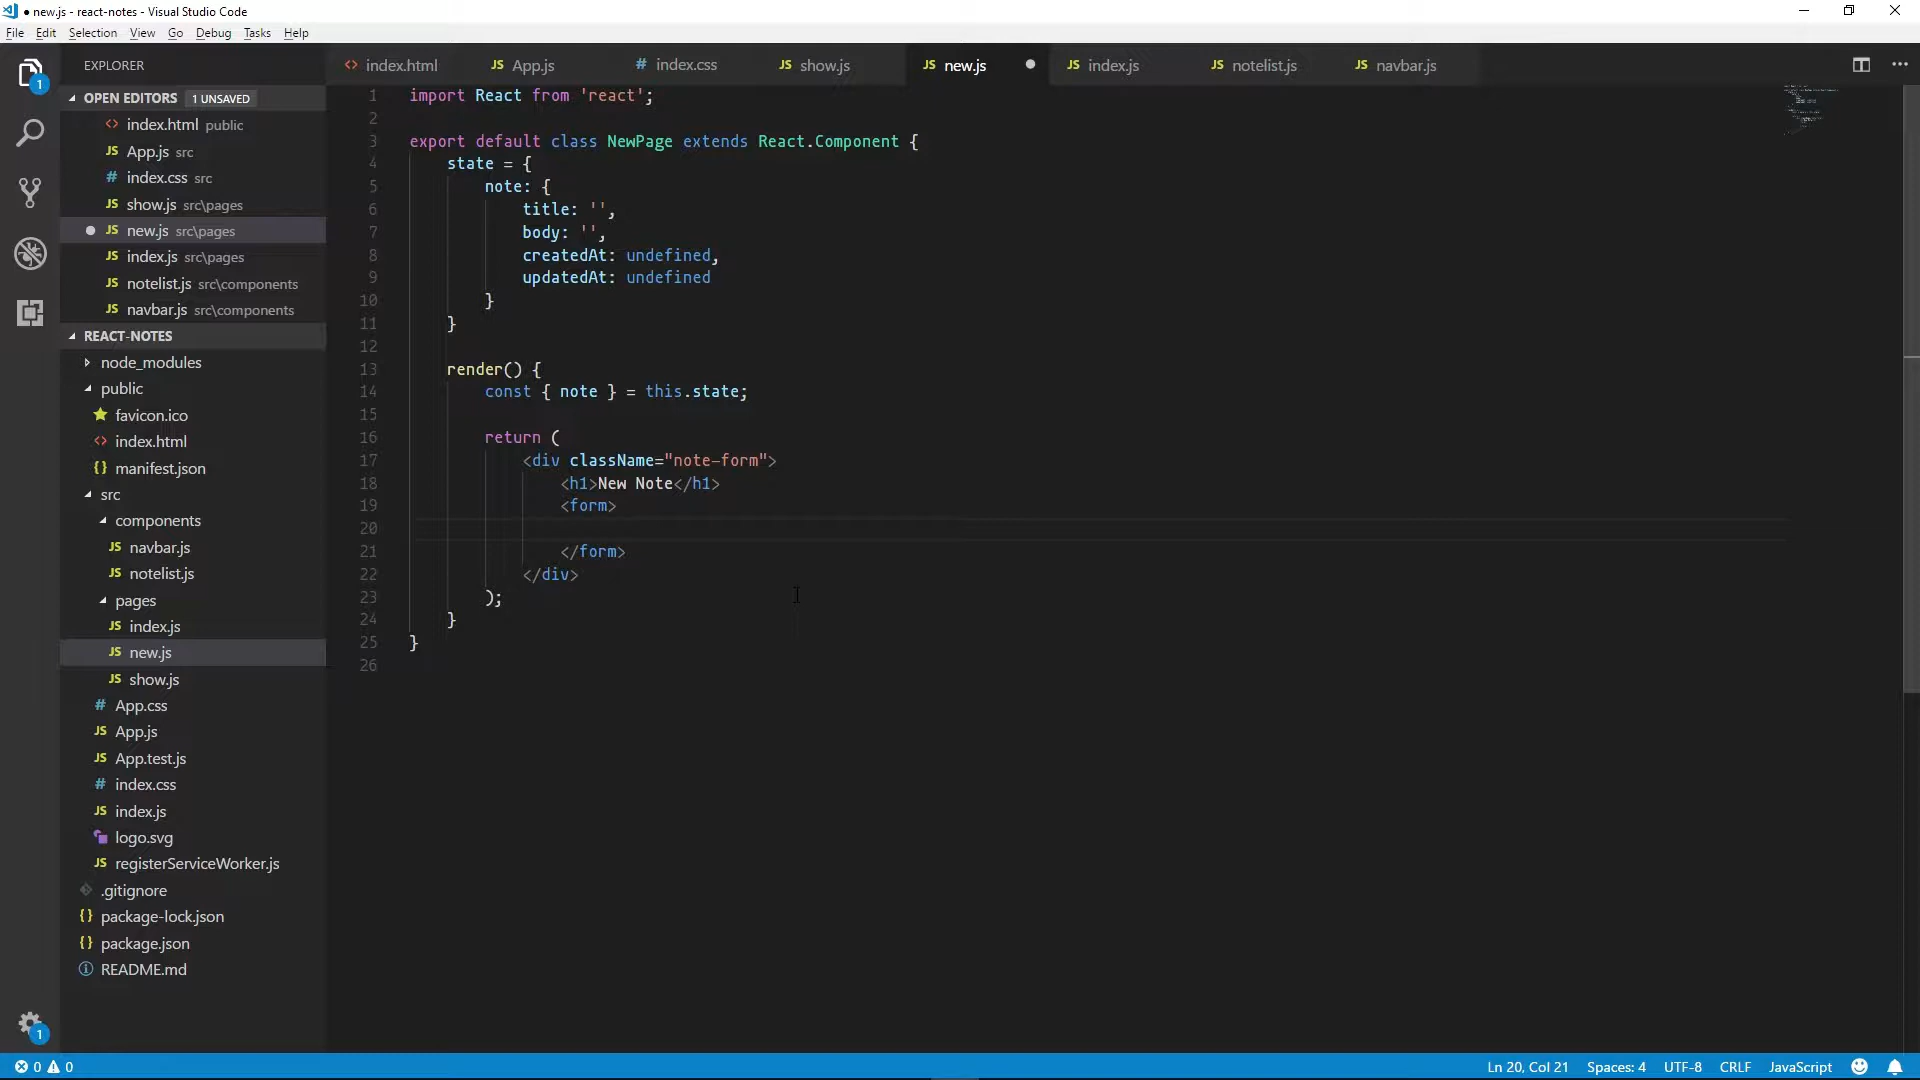 ● new.js - react-notes - Visual Studio Code
File Edit Selection View Go Debug Tasks Help
EXPLORER
OPEN EDITORS 1 UNSAVED
index.html public
App.js src
index.css src
show.js src\pages
new.js src\pages
index.js src\pages
notelist.js src\components
navbar.js src\components
REACT-NOTES
node_modules
public
favicon.ico
index.html
manifest.json
src
components
navbar.js
notelist.js
pages
index.js
new.js
show.js
App.css
App.js
App.test.js
index.css
index.js
logo.svg
registerServiceWorker.js
.gitignore
package-lock.json
package.json
README.md
index.html App.js index.css show.js new.js index.js notelist.js navbar.js
1 import React from 'react';
2
3 export default class NewPage extends React.Component {
4 state = {
5 note: {
6 title: '',
7 body: '',
8 createdAt: undefined,
9 updatedAt: undefined
10 }
11 }
12
13 render() {
14 const { note } = this.state;
15
16 return (
17 <div className="note-form">
18 <h1>New Note</h1>
19 <form>
20
21 </form>
22 </div>
23 );
24 }
25 }
26
0 0 Ln 20, Col 21 Spaces: 4 UTF-8 CRLF JavaScript